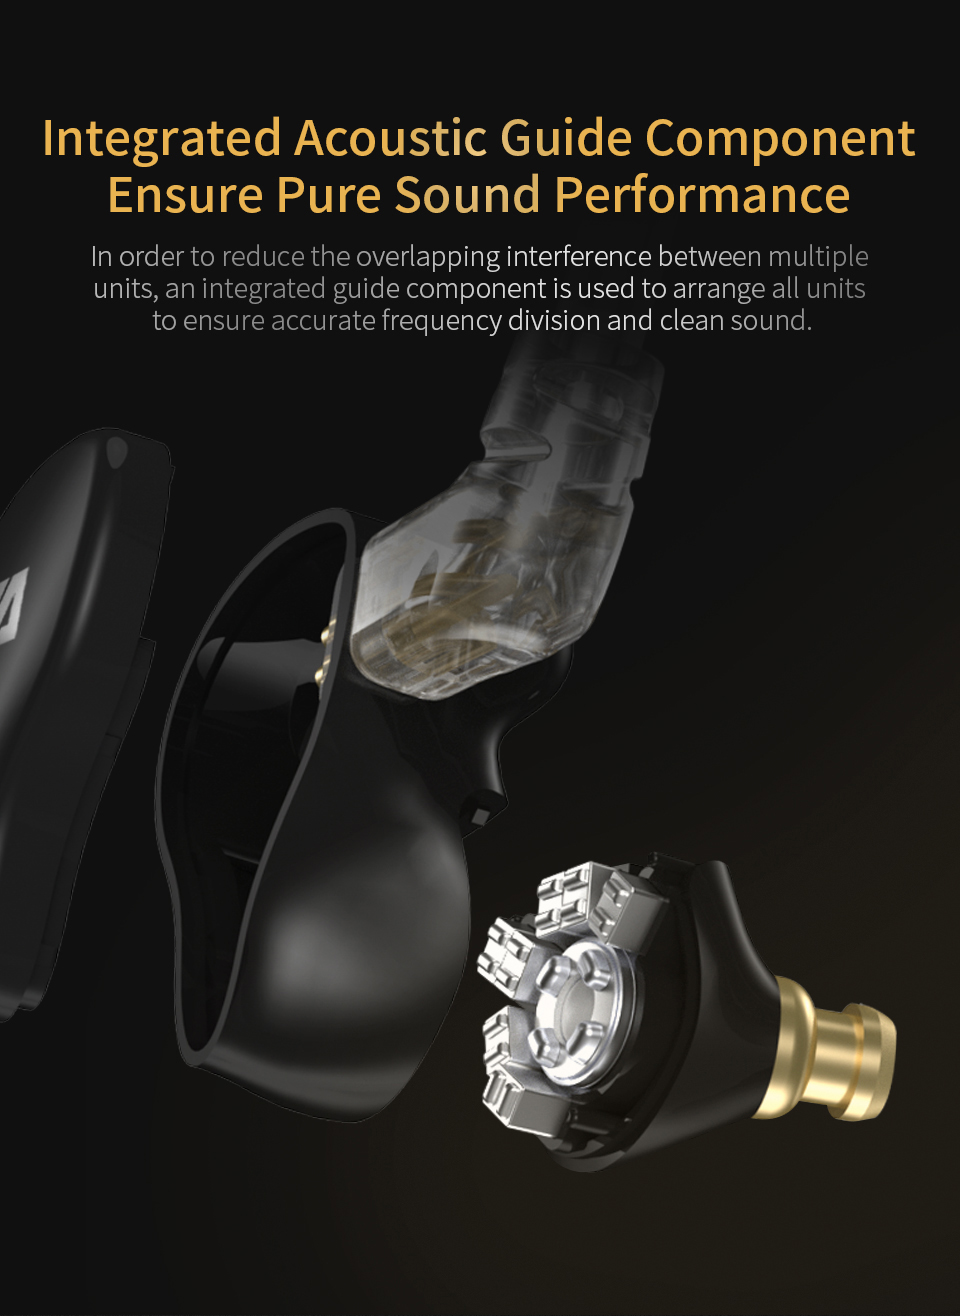 Integrated Acoustic Guide Component
Ensure Pure Sound Performance
In order to reduce the overlapping interference between multiple
units, an integrated guide component is used to arrange all units
to ensure accurate frequency division and clean sound.